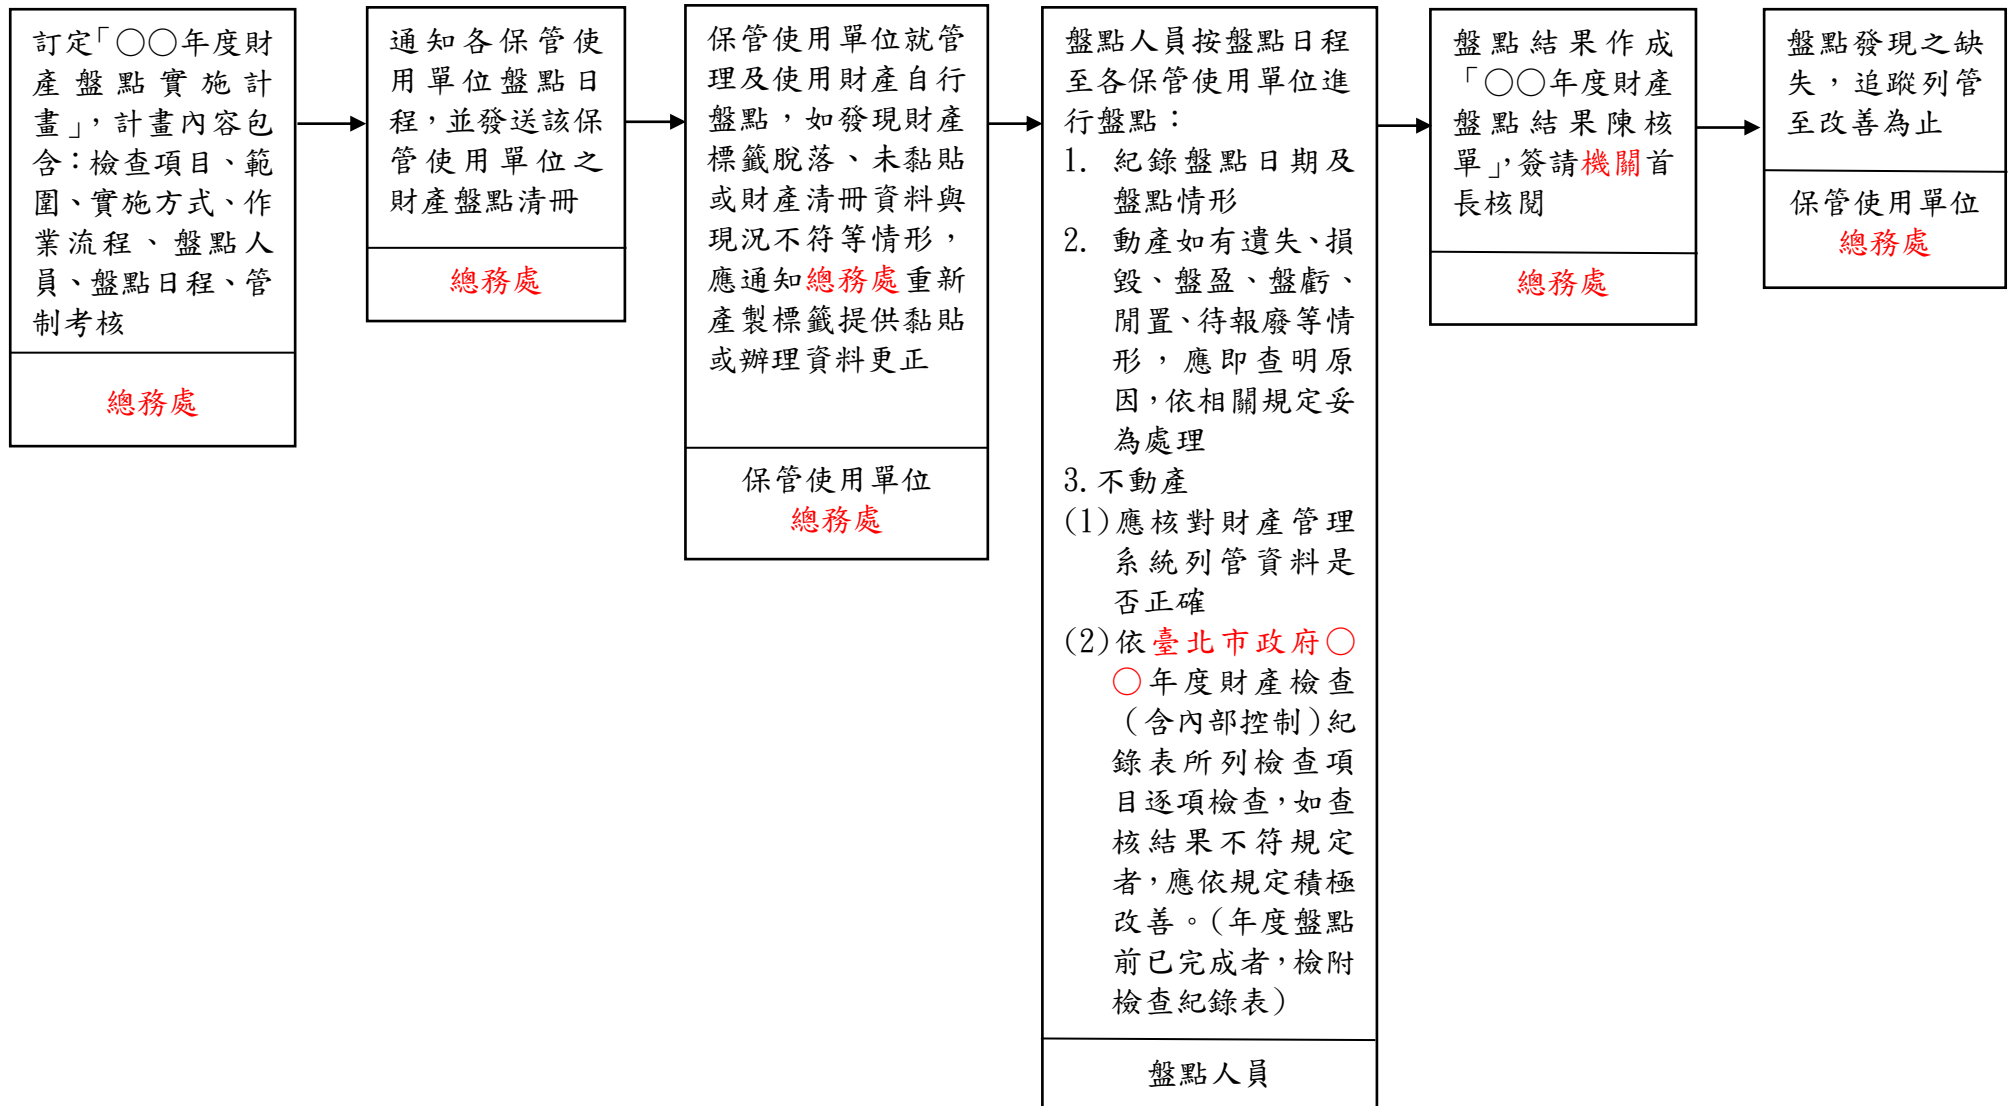 訂定「○○年度財
產盤點實施計
畫」,計畫內容包
含:檢查項目、範
圍、實施方式、作
業流程、盤點人
員、盤點日程、管
制考核
總務處
通知各保管使
用單位盤點日
程,並發送該保
管使用單位之
財產盤點清冊
總務處
保管使用單位就管
理及使用財產自行
盤點,如發現財產
標籤脫落、未黏貼
或財產清冊資料與
現況不符等情形,
應通知總務處重新
產製標籤提供黏貼
或辦理資料更正
保管使用單位
總務處
盤點人員按盤點日程
至各保管使用單位進
行盤點:
1. 紀錄盤點日期及
盤點情形
2. 動產如有遺失、損
毀、盤盈、盤虧、
閒置、待報廢等情
形,應即查明原
因,依相關規定妥
為處理
3.不動產
(1)應核對財產管理
系統列管資料是
否正確
(2)依臺北市政府○
○年度財產檢查
(含內部控制)紀
錄表所列檢查項
目逐項檢查,如查
核結果不符規定
者,應依規定積極
改善。(年度盤點
前已完成者,檢附
檢查紀錄表)
盤點人員
盤點結果作成
「○○年度財產
盤點結果陳核
單」,簽請機關首
長核閱
總務處
盤點發現之缺
失,追蹤列管
至改善為止
保管使用單位
總務處